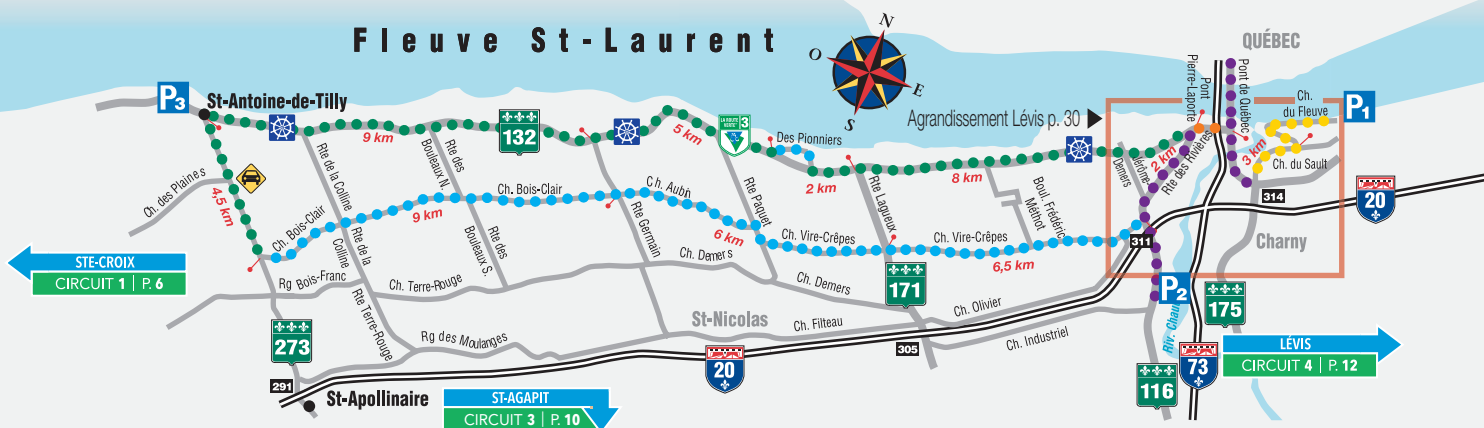 Fleuve St-Laurent
N
O
E
S
QUÉBEC
P3
St-Antoine-de-Tilly
9 km
132
5 km
LA ROUTE
VERTE 3
Des Pionniers
Agrandissement Lévis p. 30
Pont
Pierre-Laporte
Pont de Québec
Ch.
du Fleuve
P1
3 km
Ch. du Sault
2 km
Rte des Rivières
Jérôme
Demers
2 km
8 km
Ch. des Plaines
4,5 km
Rte de la Colline
Rte des
Bouleaux N.
Ch. Bois-Clair
9 km
Ch. Bois-Clair
Rte de la
Colline
Rte des
Bouleaux S.
Ch. Aubin
6 km
Rte Germain
Rte Paquet
Ch. Vire-Crêpes
Rte Lagueux
Ch. Vire-Crêpes
6,5 km
Boul. Frédéric
Méthot
311
314
20
Charny
P2
STE-CROIX
CIRCUIT 1 | P. 6
Rg Bois-Franc
Ch. Terre-Rouge
Ch. Demers
Ch. Demers
171
Ch. Olivier
Ch. Industriel
St-Nicolas
Ch. Filteau
305
Rte Terre-Rouge
Rg des Moulanges
273
291
St-Apollinaire
20
ST-AGAPIT
CIRCUIT 3 | P. 10
Riv. Chau
175
73
116
LÉVIS
CIRCUIT 4 | P. 12